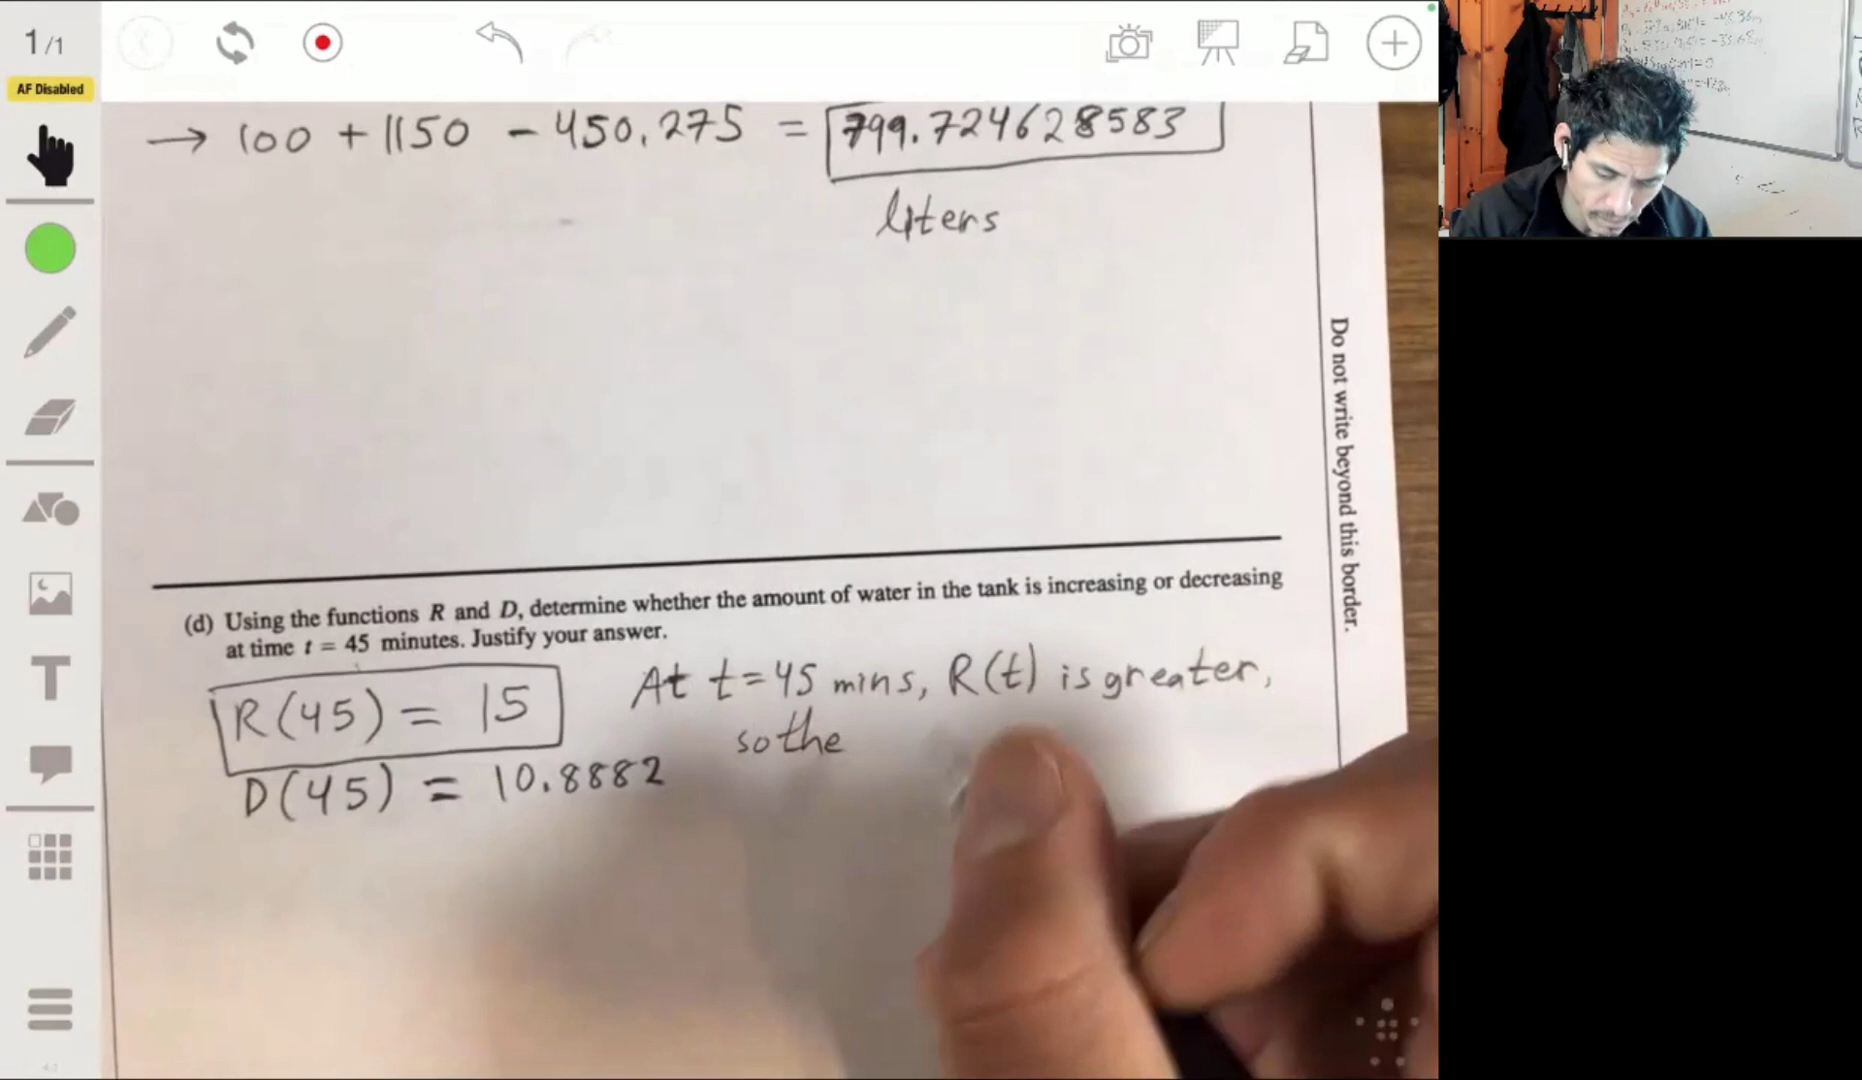 1/1
AF Disabled
→ 100 + 1150 - 450.275 = 799.724628583
liters
Do not write beyond this border.
(d) Using the functions R and D, determine whether the amount of water in the tank is increasing or decreasing
at time t = 45 minutes. Justify your answer.
R(45) = 15
At t=45 mins, R(t) is greater,
so the
D(45) = 10.8882
T